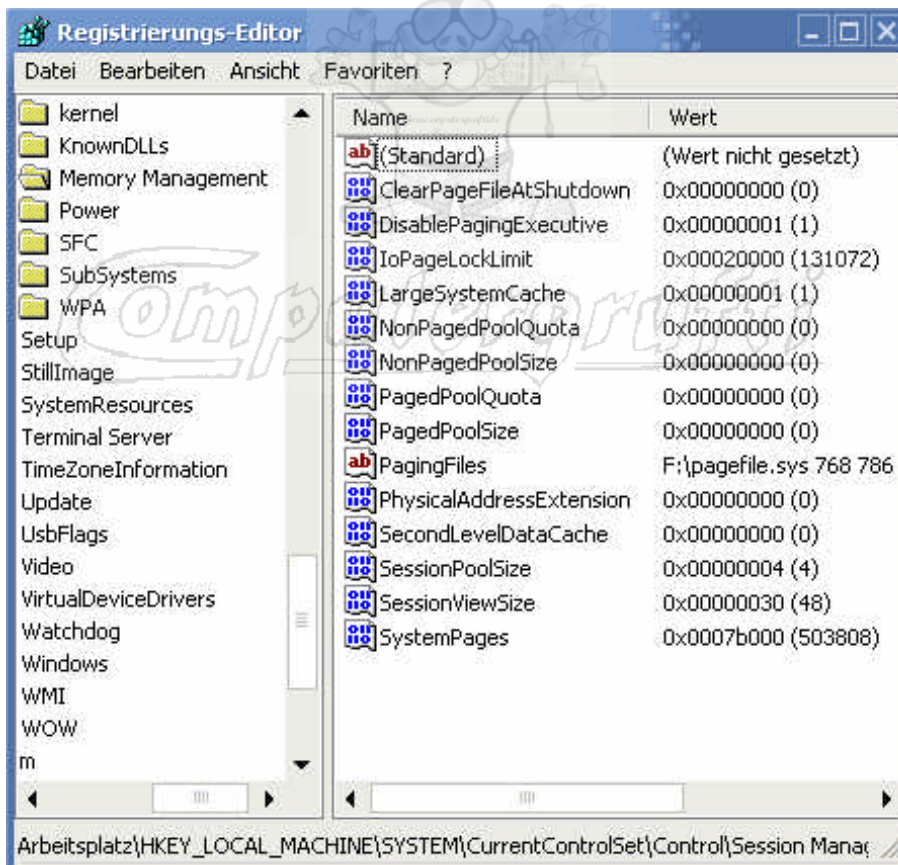 Registrierungs-Editor
Datei Bearbeiten Ansicht Favoriten ?
kernel
KnownDLLs
Memory Management
Power
SFC
SubSystems
WPA
Setup
StillImage
SystemResources
Terminal Server
TimeZoneInformation
Update
UsbFlags
Video
VirtualDeviceDrivers
Watchdog
Windows
WMI
WOW
m
Name Wert
(Standard) (Wert nicht gesetzt)
ClearPageFileAtShutdown 0x00000000 (0)
DisablePagingExecutive 0x00000001 (1)
IoPageLockLimit 0x00020000 (131072)
LargeSystemCache 0x00000001 (1)
NonPagedPoolQuota 0x00000000 (0)
NonPagedPoolSize 0x00000000 (0)
PagedPoolQuota 0x00000000 (0)
PagedPoolSize 0x00000000 (0)
PagingFiles F:\pagefile.sys 768 786
PhysicalAddressExtension 0x00000000 (0)
SecondLevelDataCache 0x00000000 (0)
SessionPoolSize 0x00000004 (4)
SessionViewSize 0x00000030 (48)
SystemPages 0x0007b000 (503808)
Computergrufti
Arbeitsplatz\HKEY_LOCAL_MACHINE\SYSTEM\CurrentControlSet\Control\Session Manag